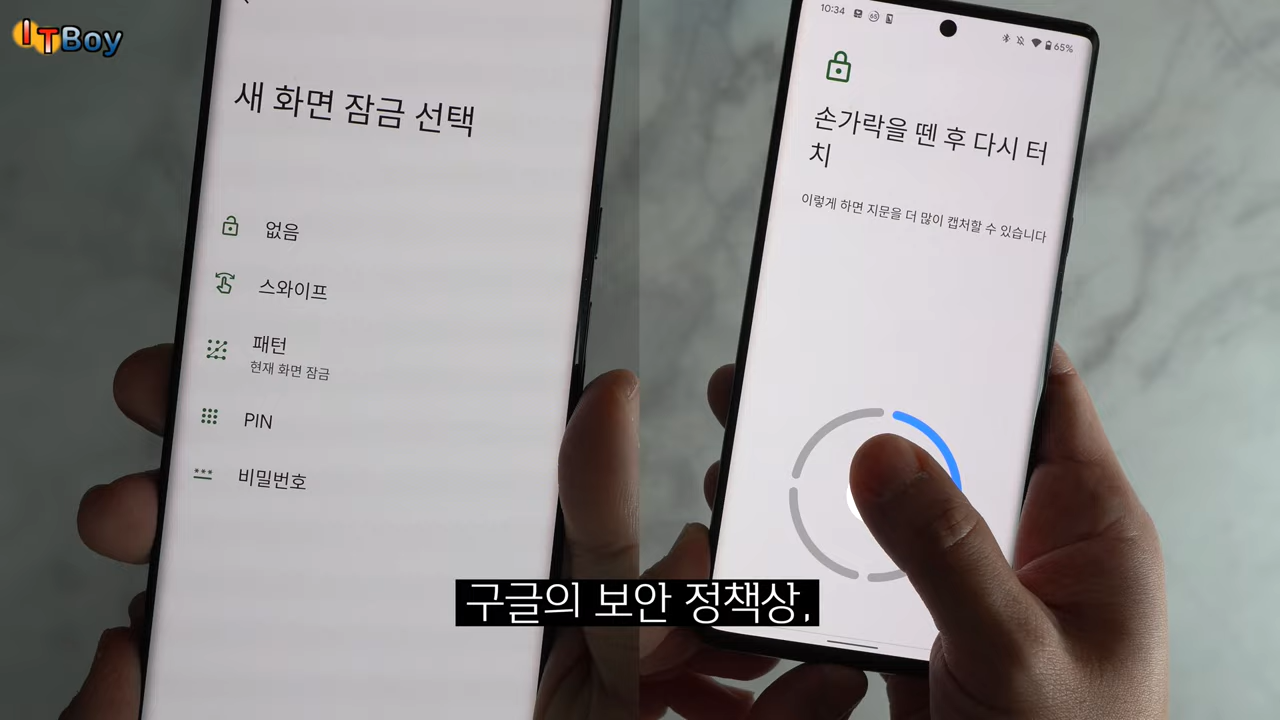 ITBoy
새 화면 잠금 선택
없음
스와이프
패턴
현재 화면 잠금
PIN
비밀번호
10:34
65%
손가락을 뗀 후 다시 터
치
이렇게 하면 지문을 더 많이 캡처할 수 있습니다
구글의 보안 정책상,